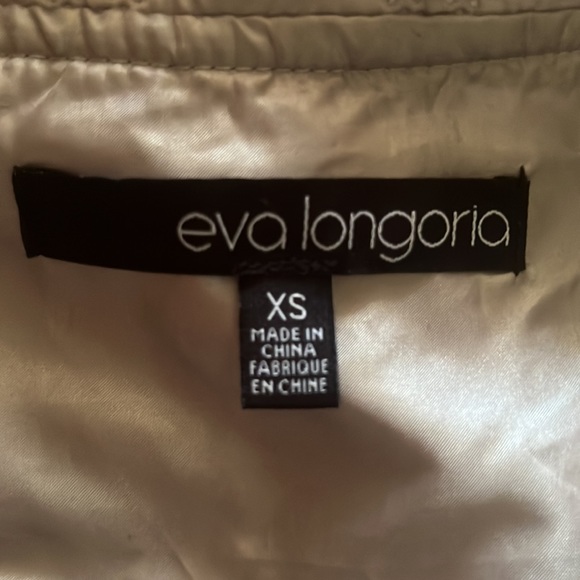 eva longoria
XS
MADE IN
CHINA
FABRIQUE
EN CHINE